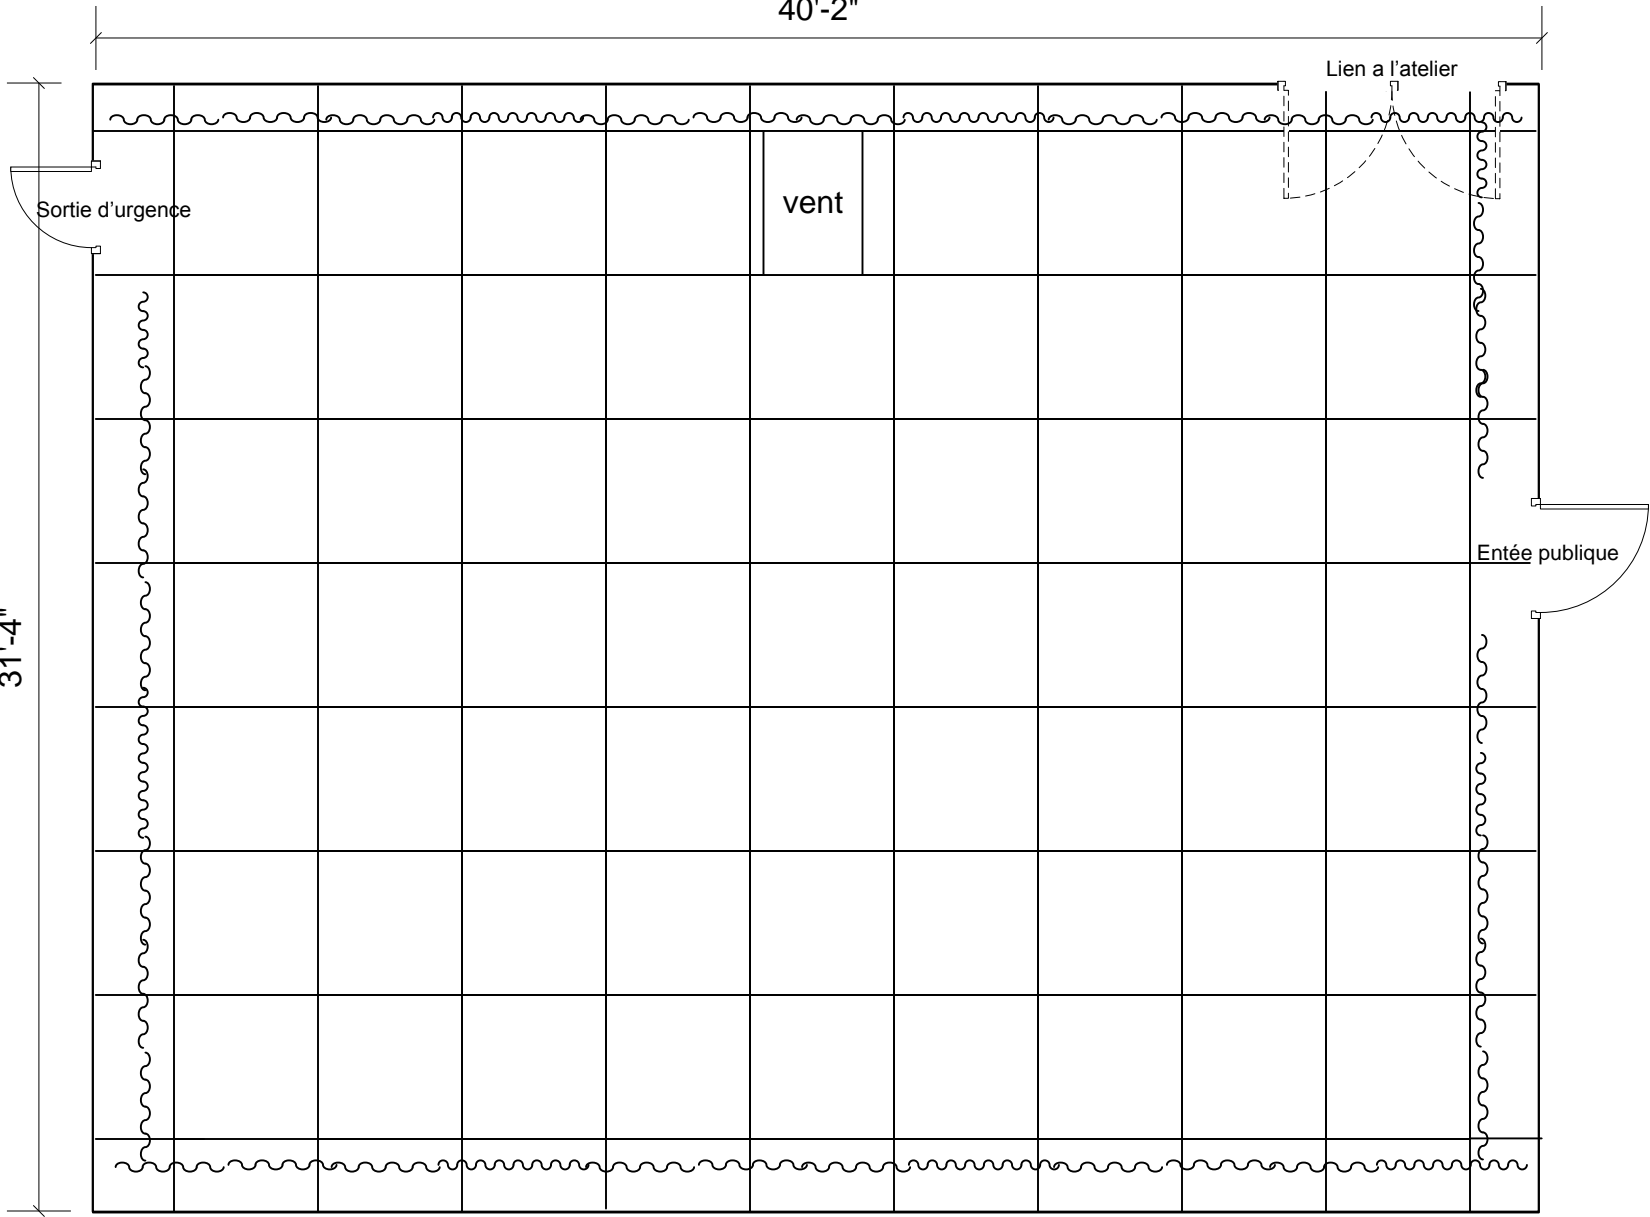 40'-2"
Lien a l'atelier
vent
Sortie d'urgence
Entée publique
31'-4"